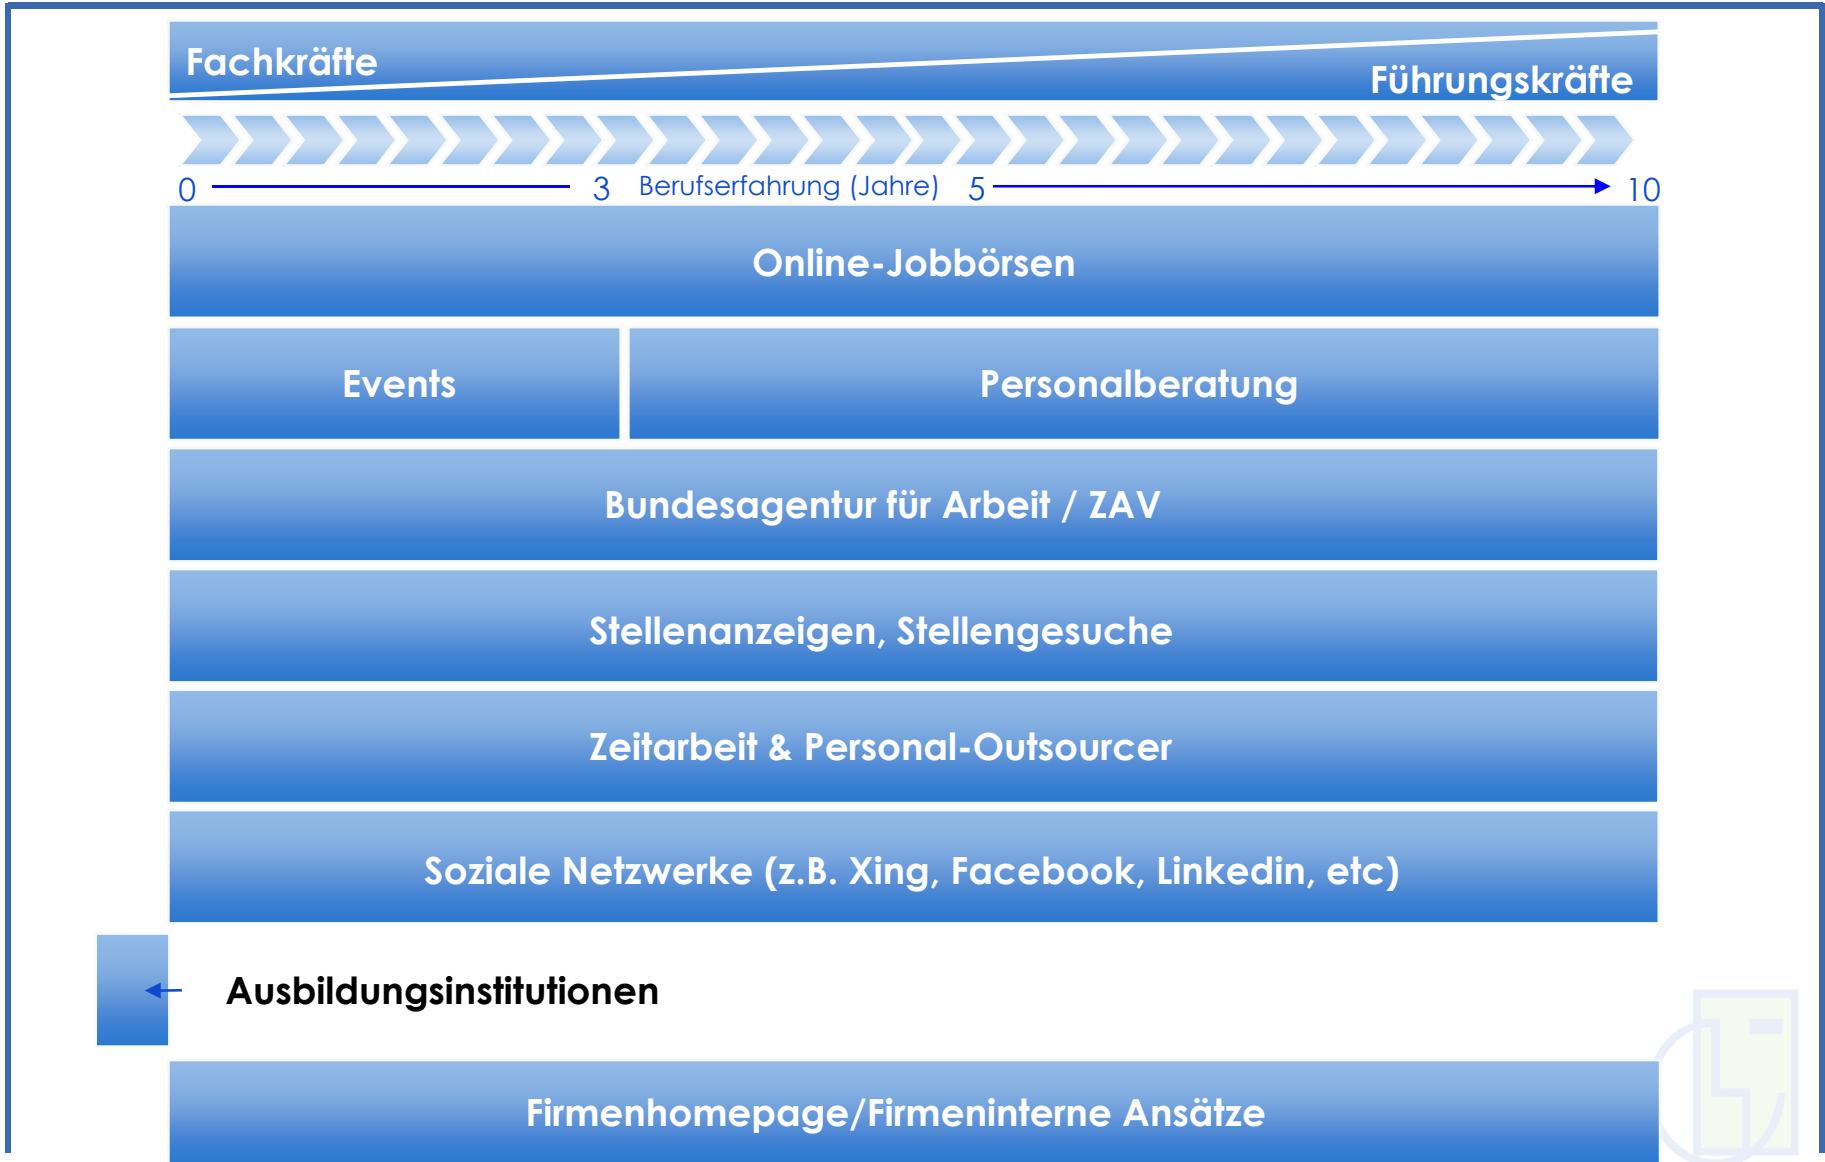 Fachkräfte
Führungskräfte
0 3 Berufserfahrung (Jahre) 5 10
Online-Jobbörsen
Events Personalberatung
Bundesagentur für Arbeit / ZAV
Stellenanzeigen, Stellengesuche
Zeitarbeit & Personal-Outsourcer
Soziale Netzwerke (z.B. Xing, Facebook, Linkedin, etc)
Ausbildungsinstitutionen
Firmenhomepage/Firmeninterne Ansätze